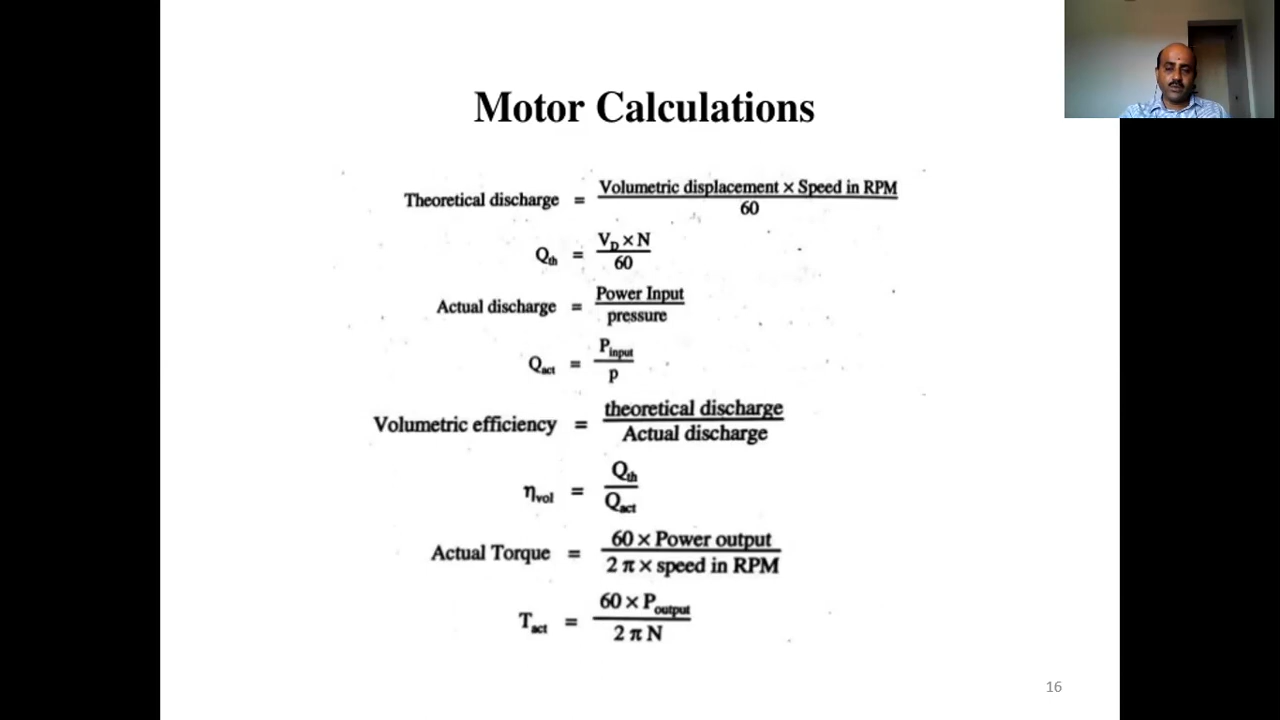 Motor Calculations
Theoretical discharge = Volumetric displacement × Speed in RPM / 60
Q_th = V_D × N / 60
Actual discharge = Power Input / pressure
Q_act = P_input / p
Volumetric efficiency = theoretical discharge / Actual discharge
η_vol = Q_th / Q_act
Actual Torque = 60 × Power output / 2 π × speed in RPM
T_act = 60 × P_output / 2 π N
16